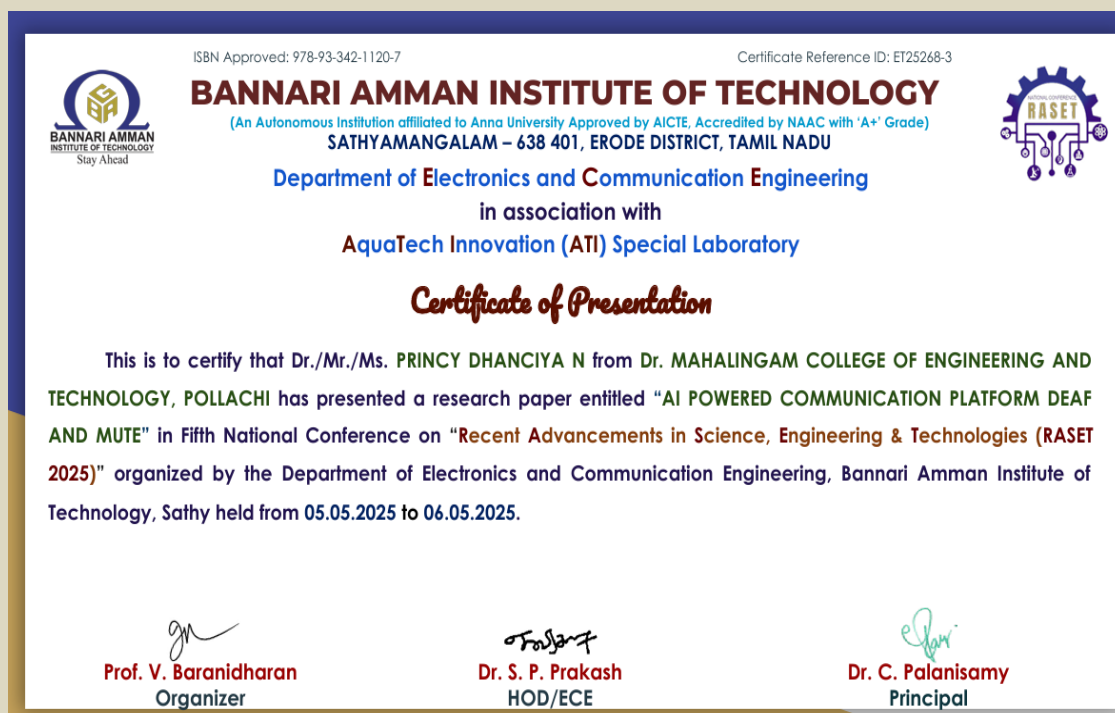 ISBN Approved: 978-93-342-1120-7
Certificate Reference ID: ET25268-3
BANNARI AMMAN INSTITUTE OF TECHNOLOGY
(An Autonomous Institution affiliated to Anna University Approved by AICTE, Accredited by NAAC with ‘A+’ Grade)
SATHYAMANGALAM – 638 401, ERODE DISTRICT, TAMIL NADU
BANNARI AMMAN
INSTITUTE OF TECHNOLOGY
Stay Ahead
NATIONAL CONFERENCE
RASET
Department of Electronics and Communication Engineering
in association with
AquaTech Innovation (ATI) Special Laboratory
Certificate of Presentation
This is to certify that Dr./Mr./Ms. PRINCY DHANCIYA N from Dr. MAHALINGAM COLLEGE OF ENGINEERING AND
TECHNOLOGY, POLLACHI has presented a research paper entitled “AI POWERED COMMUNICATION PLATFORM DEAF
AND MUTE” in Fifth National Conference on “Recent Advancements in Science, Engineering & Technologies (RASET
2025)” organized by the Department of Electronics and Communication Engineering, Bannari Amman Institute of
Technology, Sathy held from 05.05.2025 to 06.05.2025.
Prof. V. Baranidharan
Organizer
Dr. S. P. Prakash
HOD/ECE
Dr. C. Palanisamy
Principal